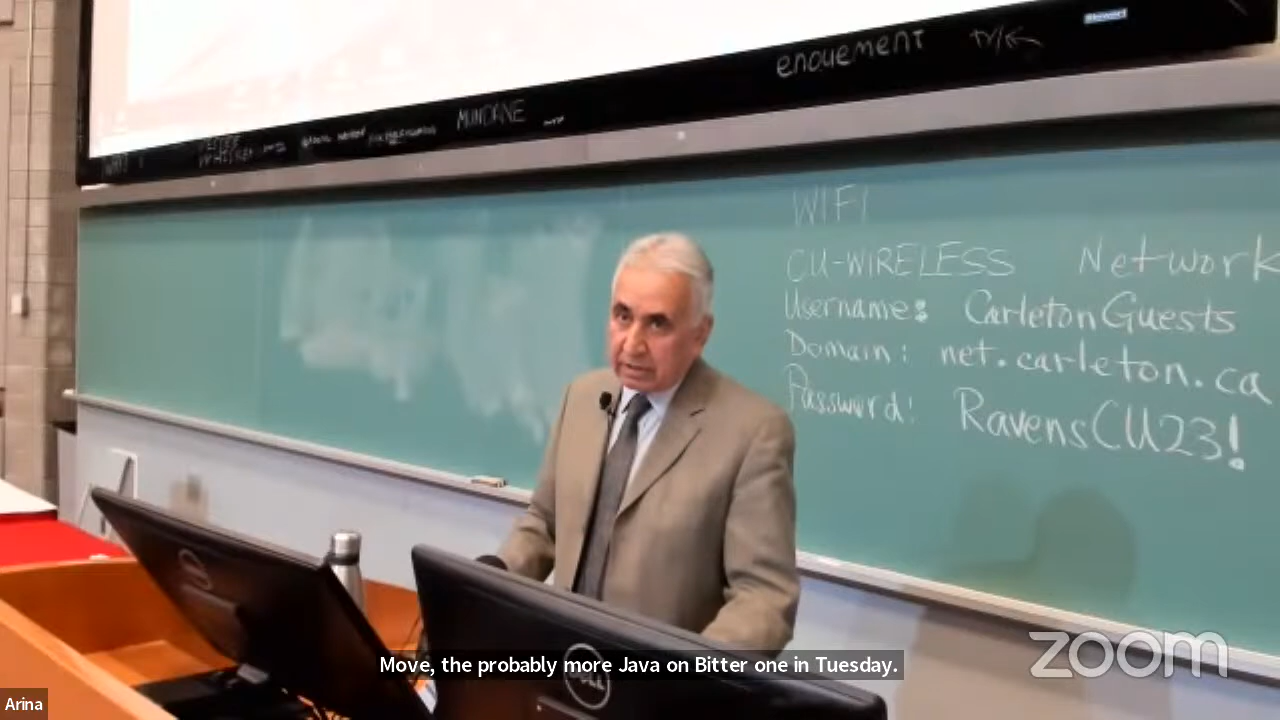 enouement
MUNDANE
WIFI
CU-WIRELESS Network
Username: CarletonGuests
Domain: net.carleton.ca
Password: RavensCU23!
DELL
zoom
Move, the probably more Java on Bitter one in Tuesday.
Arina